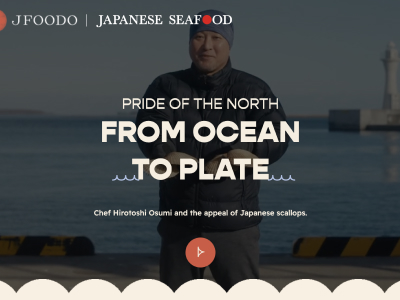 JFOODO | JAPANESE SEAFOOD
PRIDE OF THE NORTH
FROM OCEAN
TO PLATE
Chef Hirotoshi Osumi and the appeal of Japanese scallops.